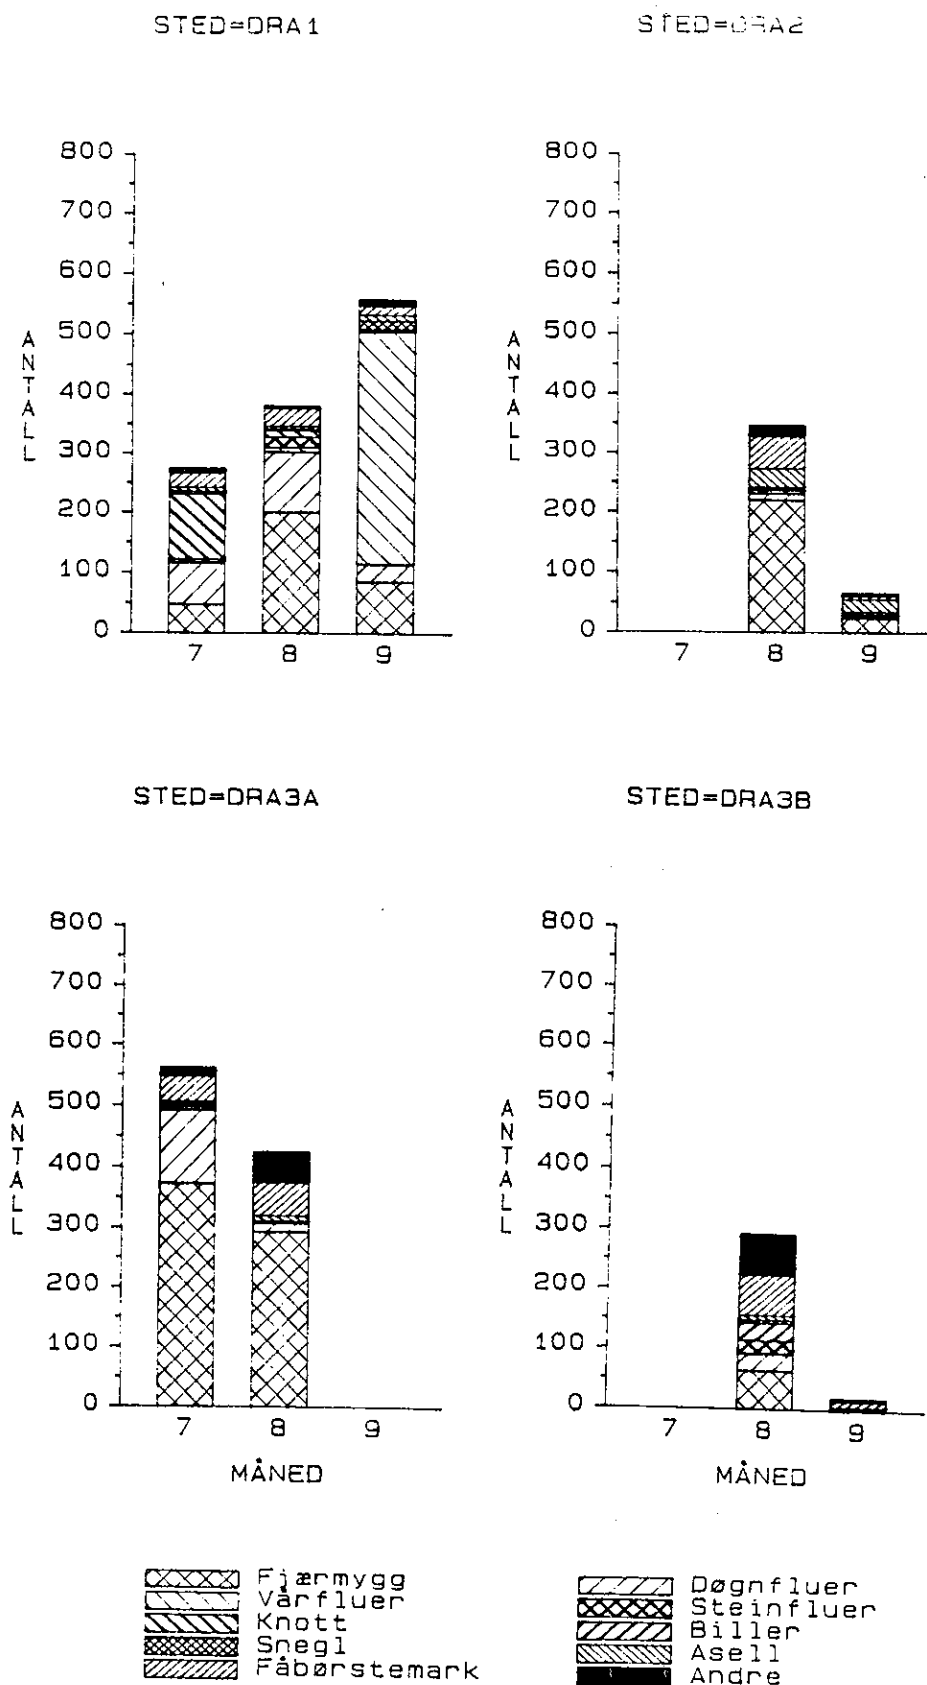 STED=DRA1
STED=DRA2
800
700
600
500
400
300
200
100
0
ANTALL
7 8 9
800
700
600
500
400
300
200
100
0
ANTALL
7 8 9
STED=DRA3A
STED=DRA3B
800
700
600
500
400
300
200
100
0
ANTALL
7 8 9
MÅNED
800
700
600
500
400
300
200
100
0
ANTALL
7 8 9
MÅNED
Fjærmygg
Vårfluer
Knott
Snegl
Fåbørstemark
Døgnfluer
Steinfluer
Biller
Asell
Andre